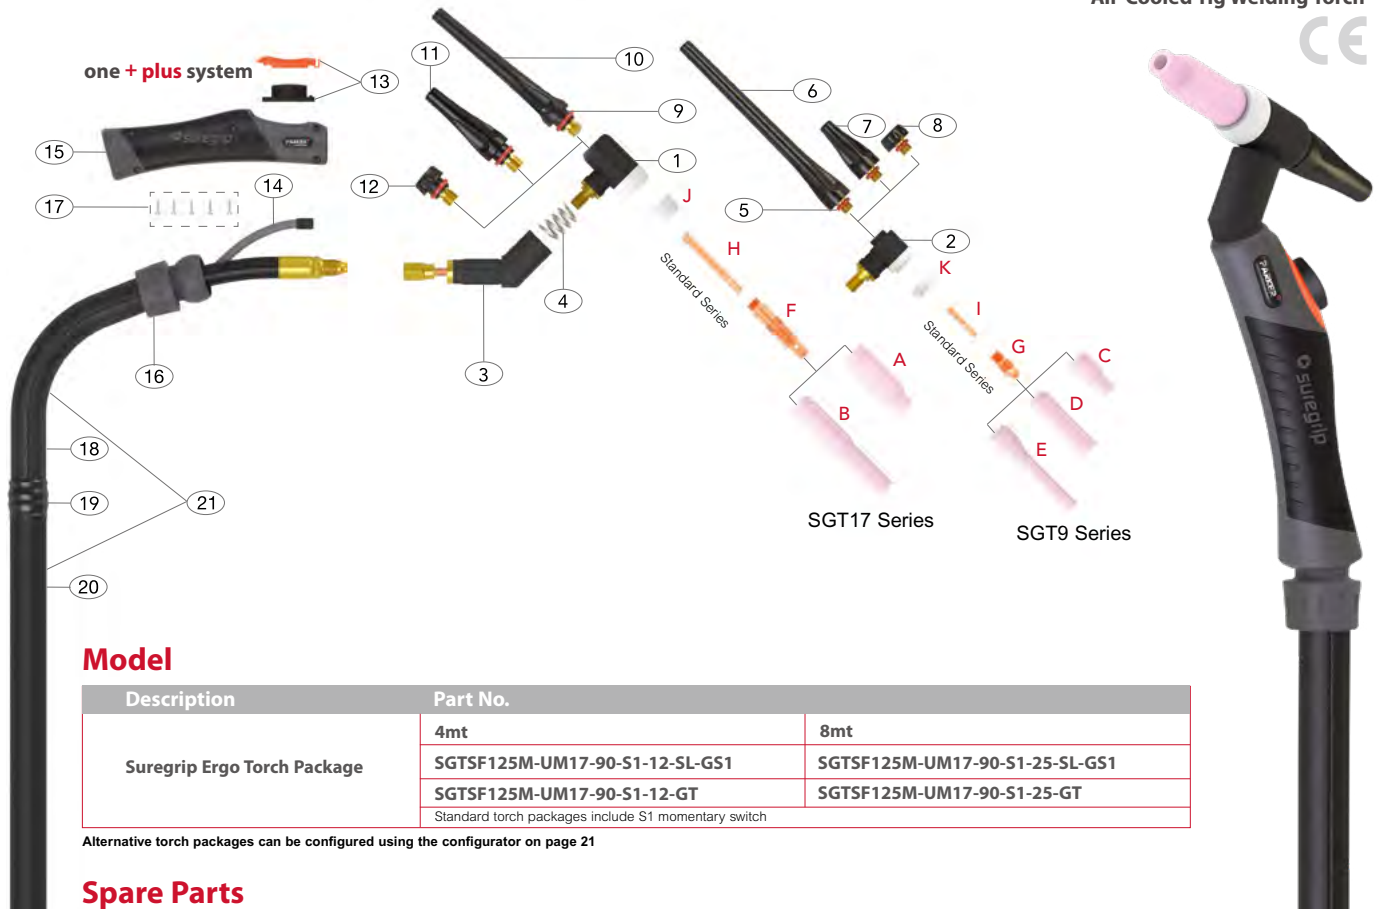 Air Cooled Tig Welding Torch
CE
one + plus system
13
15
17
14
16
18
19
21
20
11
10
9
12
1
4
3
J
H
Standard Series
F
A
B
SGT17 Series
6
7
8
5
2
K
I
Standard Series
G
C
D
E
SGT9 Series
suregrip
PARKER
PARKER
suregrip
Model
Description Part No.
4mt 8mt
Suregrip Ergo Torch Package
SGTSF125M-UM17-90-S1-12-SL-GS1 SGTSF125M-UM17-90-S1-25-SL-GS1
SGTSF125M-UM17-90-S1-12-GT SGTSF125M-UM17-90-S1-25-GT
Standard torch packages include S1 momentary switch
Alternative torch packages can be configured using the configurator on page 21
Spare Parts